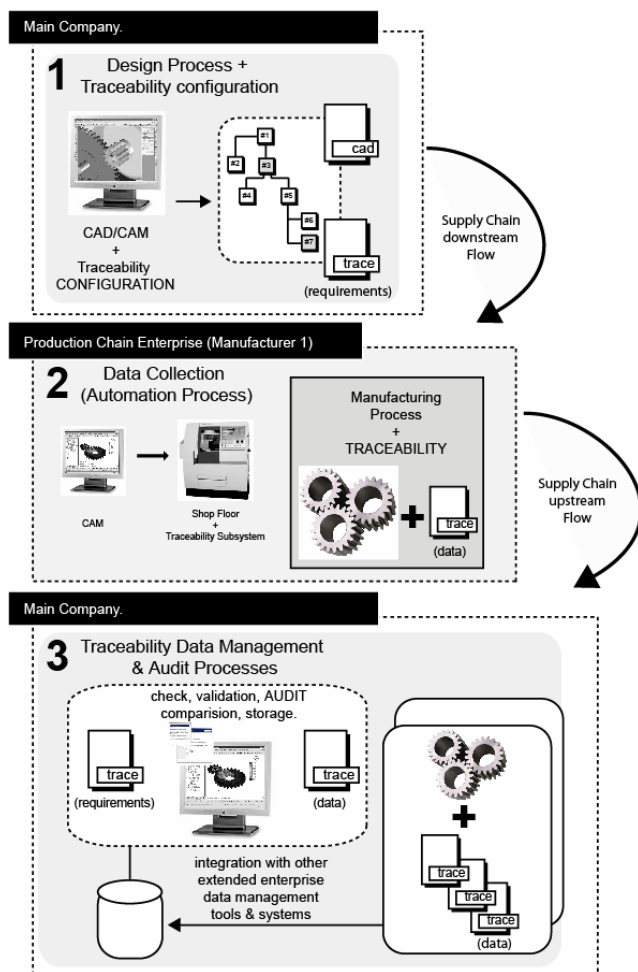 Main Company.
1
Design Process +
Traceability configuration
#1
#2
#3
#4
#5
#6
#7
cad
trace
(requirements)
CAD/CAM
+
Traceability
CONFIGURATION
Supply Chain
downstream
Flow
Production Chain Enterprise (Manufacturer 1)
2
Data Collection
(Automation Process)
CAM
Shop Floor
+
Traceability Subsystem
Manufacturing
Process
+
TRACEABILITY
+
trace
(data)
Supply Chain
upstream
Flow
Main Company.
3
Traceability Data Management
& Audit Processes
check, validation, AUDIT
comparision, storage.
trace
(requirements)
trace
(data)
integration with other
extended enterprise
data management
tools & systems
+
trace
trace
trace
(data)